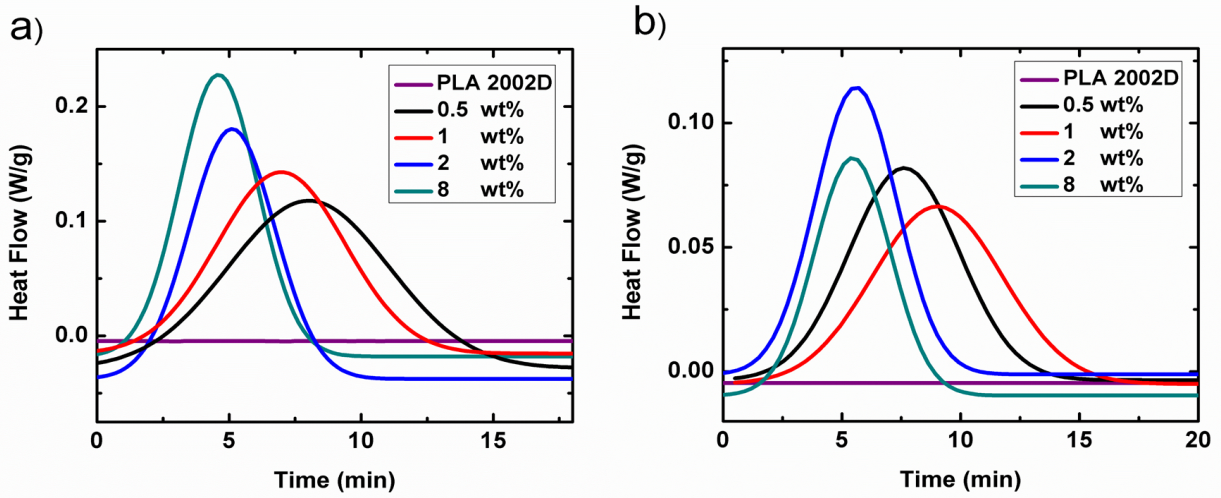 a)
Heat Flow (W/g)
0.2
0.1
0.0
0
5
10
15
Time (min)
PLA 2002D
0.5 wt%
1 wt%
2 wt%
8 wt%
b)
Heat Flow (W/g)
0.10
0.05
0.00
0
5
10
15
20
Time (min)
PLA 2002D
0.5 wt%
1 wt%
2 wt%
8 wt%